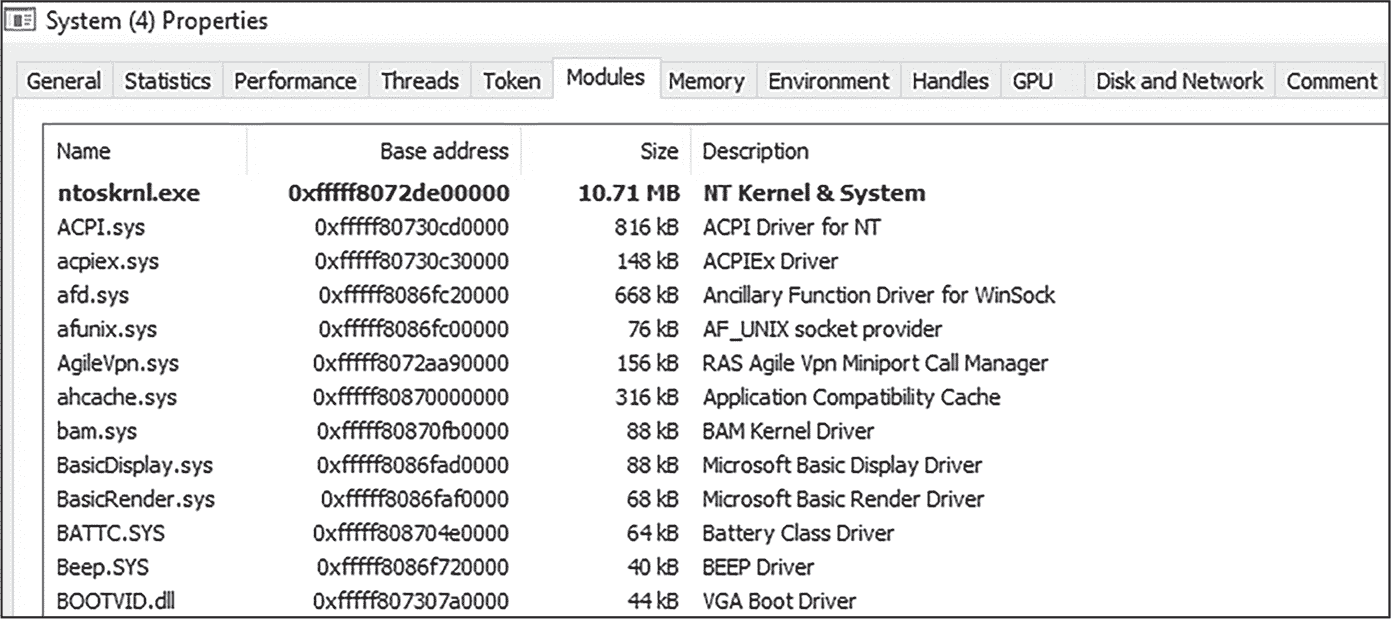 System (4) Properties
General Statistics Performance Threads Token Modules Memory Environment Handles GPU Disk and Network Comment
Name Base address Size Description
ntoskrnl.exe 0xfffff8072de00000 10.71 MB NT Kernel & System
ACPI.sys 0xfffff80730cd0000 816 kB ACPI Driver for NT
acpiex.sys 0xfffff80730c30000 148 kB ACPIEx Driver
afd.sys 0xfffff8086fc20000 668 kB Ancillary Function Driver for WinSock
afunix.sys 0xfffff8086fc00000 76 kB AF_UNIX socket provider
AgileVpn.sys 0xfffff8072aa90000 156 kB RAS Agile Vpn Miniport Call Manager
ahcache.sys 0xfffff80870000000 316 kB Application Compatibility Cache
bam.sys 0xfffff80870fb0000 88 kB BAM Kernel Driver
BasicDisplay.sys 0xfffff8086fad0000 88 kB Microsoft Basic Display Driver
BasicRender.sys 0xfffff8086faf0000 68 kB Microsoft Basic Render Driver
BATTC.SYS 0xfffff808704e0000 64 kB Battery Class Driver
Beep.SYS 0xfffff8086f720000 40 kB BEEP Driver
BOOTVID.dll 0xfffff807307a0000 44 kB VGA Boot Driver